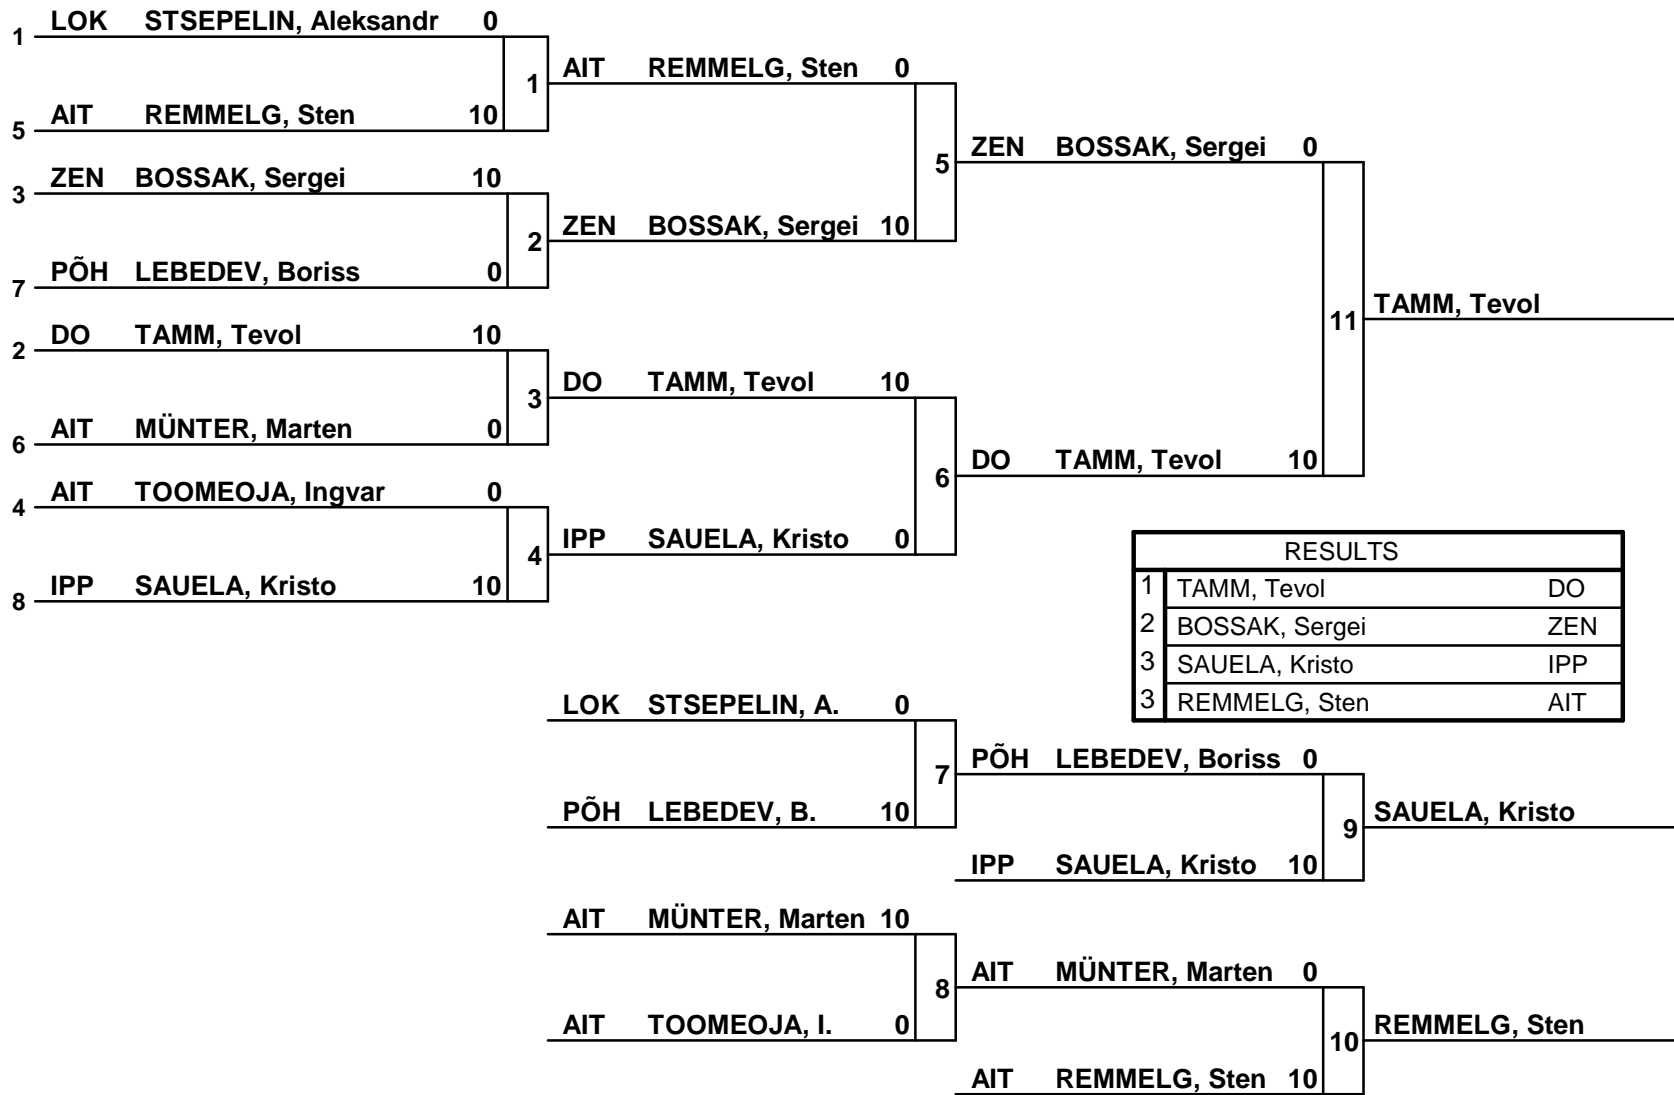 1 LOK STSEPELIN, Aleksandr 0
5 AIT REMMELG, Sten 10
1
3 ZEN BOSSAK, Sergei 10
7 PÕH LEBEDEV, Boriss 0
2
2 DO TAMM, Tevol 10
6 AIT MÜNTER, Marten 0
3
4 AIT TOOMEOJA, Ingvar 0
8 IPP SAUELA, Kristo 10
4
AIT REMMELG, Sten 0
ZEN BOSSAK, Sergei 10
5
DO TAMM, Tevol 10
IPP SAUELA, Kristo 0
6
ZEN BOSSAK, Sergei 0
DO TAMM, Tevol 10
11
TAMM, Tevol
RESULTS
1 TAMM, Tevol DO
2 BOSSAK, Sergei ZEN
3 SAUELA, Kristo IPP
3 REMMELG, Sten AIT
LOK STSEPELIN, A. 0
PÕH LEBEDEV, B. 10
7
PÕH LEBEDEV, Boriss 0
IPP SAUELA, Kristo 10
9
SAUELA, Kristo
AIT MÜNTER, Marten 10
AIT TOOMEOJA, I. 0
8
AIT MÜNTER, Marten 0
AIT REMMELG, Sten 10
10
REMMELG, Sten